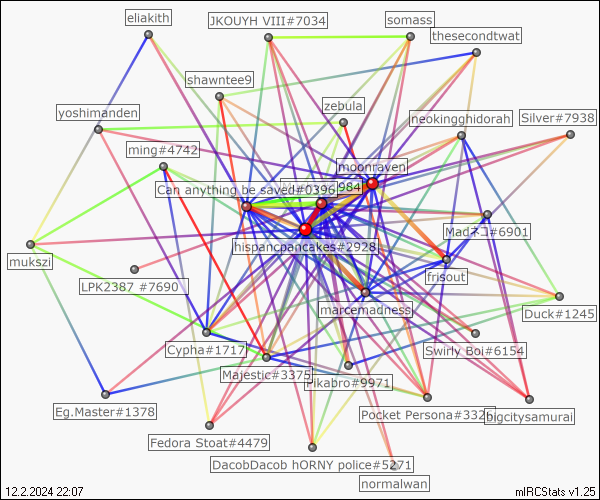 eliakith
JKOUYH VIII#7034
somass
thesecondtwat
shawntee9
zebula
yoshimanden
neokingghidorah
Silver#7938
ming#4742
moonraven
Can anything be saved#0396
984
Madネコ#6901
hispancpancakes#2928
mukszi
frisout
LPK2387 #7690
marcemadness
Duck#1245
Cypha#1717
Swirly Boi#6154
Majestic#3375
Pikabro#9971
Eg.Master#1378
Pocket Persona#332
bigcitysamurai
Fedora Stoat#4479
DacobDacob hORNY police#5271
normalwan
12.2.2024 22:07
mIRCStats v1.25